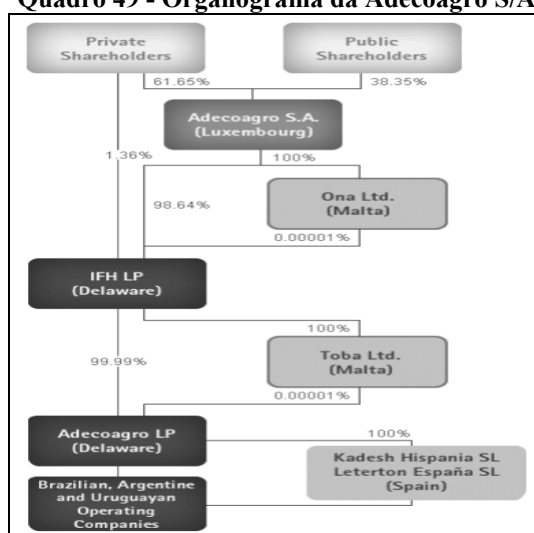 Quadro 49 - Organograma da Adecoagro S/A
Private
Shareholders
Public
Shareholders
61.65%
38.35%
Adecoagro S.A.
(Luxembourg)
1.36%
100%
98.64%
Ona Ltd.
(Malta)
0.00001%
IFH LP
(Delaware)
100%
99.99%
Toba Ltd.
(Malta)
0.00001%
Adecoagro LP
(Delaware)
100%
Kadesh Hispania SL
Leterton España SL
(Spain)
Brazilian, Argentine
and Uruguayan
Operating
Companies